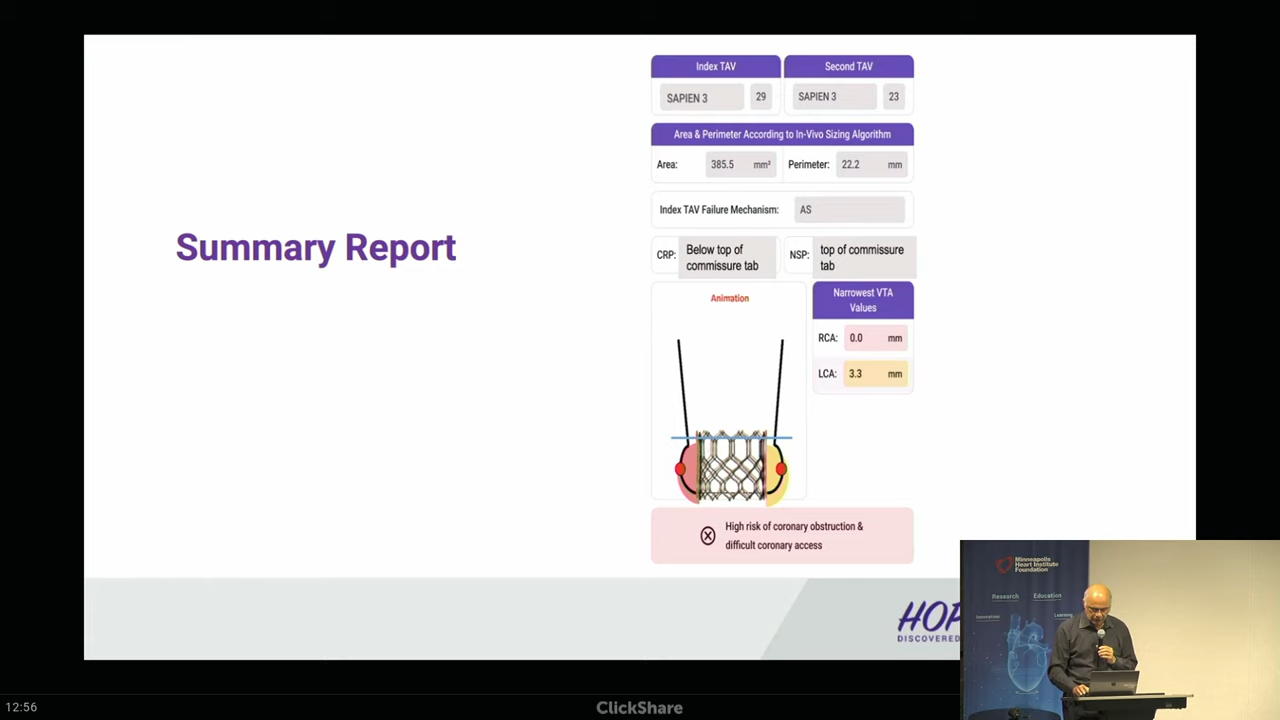 Summary Report
Index TAV
Second TAV
SAPIEN 3
29
SAPIEN 3
23
Area & Perimeter According to In-Vivo Sizing Algorithm
Area:
385.5 mm²
Perimeter:
22.2 mm
Index TAV Failure Mechanism:
AS
CRP:
Below top of
commissure tab
NSP:
top of commissure
tab
Animation
Narrowest VTA
Values
RCA:
0.0 mm
LCA:
3.3 mm
High risk of coronary obstruction &
difficult coronary access
HOP
DISCOVERED
Minneapolis
Heart Institute
Foundation
Research
Education
Innovation
Learning
12:56
ClickShare